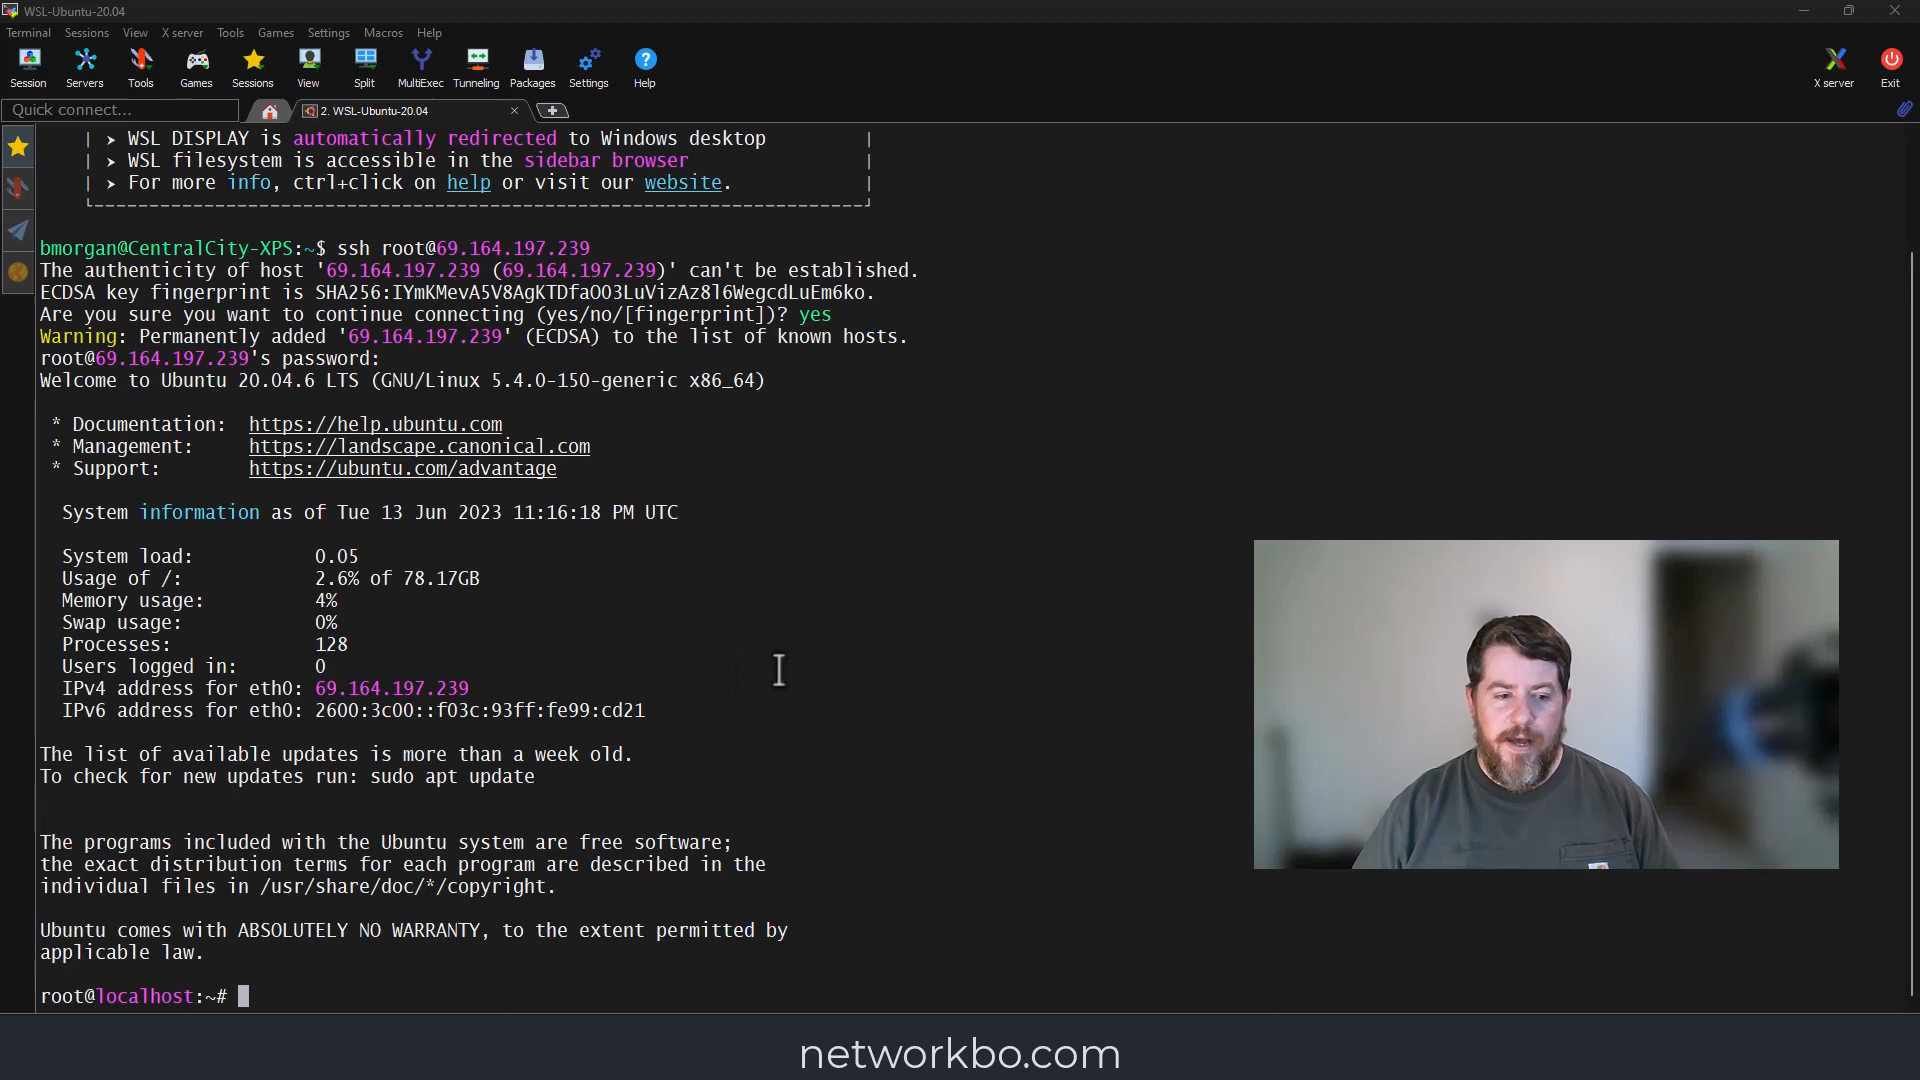 WSL-Ubuntu-20.04
Terminal Sessions View X server Tools Games Settings Macros Help
Session Servers Tools Games Sessions View Split MultiExec Tunneling Packages Settings Help X server Exit
Quick connect...
2. WSL-Ubuntu-20.04
| ➤ WSL DISPLAY is automatically redirected to Windows desktop |
| ➤ WSL filesystem is accessible in the sidebar browser |
| ➤ For more info, ctrl+click on help or visit our website. |
bmorgan@CentralCity-XPS:~$ ssh root@69.164.197.239
The authenticity of host '69.164.197.239 (69.164.197.239)' can't be established.
ECDSA key fingerprint is SHA256:IYmKMevA5V8AgKTDfaOO3LuVizAz8l6WegcdLuEm6ko.
Are you sure you want to continue connecting (yes/no/[fingerprint])? yes
Warning: Permanently added '69.164.197.239' (ECDSA) to the list of known hosts.
root@69.164.197.239's password:
Welcome to Ubuntu 20.04.6 LTS (GNU/Linux 5.4.0-150-generic x86_64)
* Documentation: https://help.ubuntu.com
* Management: https://landscape.canonical.com
* Support: https://ubuntu.com/advantage
System information as of Tue 13 Jun 2023 11:16:18 PM UTC
System load: 0.05
Usage of /: 2.6% of 78.17GB
Memory usage: 4%
Swap usage: 0%
Processes: 128
Users logged in: 0
IPv4 address for eth0: 69.164.197.239
IPv6 address for eth0: 2600:3c00::f03c:93ff:fe99:cd21
The list of available updates is more than a week old.
To check for new updates run: sudo apt update
The programs included with the Ubuntu system are free software;
the exact distribution terms for each program are described in the
individual files in /usr/share/doc/*/copyright.
Ubuntu comes with ABSOLUTELY NO WARRANTY, to the extent permitted by
applicable law.
root@localhost:~#
networkbo.com